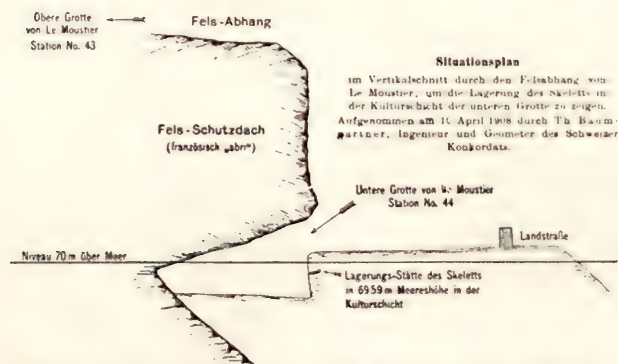 Obere Grotte
von Le Moustier
Station No. 43
Fels-Abhang
Situationsplan
im Vertikalschnitt durch den Felsabhang von
Le Moustier, um die Lagerung des Skeletts in
der Kulturschicht der unteren Grotte zu zeigen.
Aufgenommen am 10 April 1908 durch Th Baum-
gartner, Ingenieur und Geometer des Schweizer
Konkordats.
Fels-Schutzdach
(französisch „abri“)
Untere Grotte von Le Moustier
Station No. 44
Landstraße
Niveau 70 m über Meer
Lagerungs-Stätte des Skeletts
in 69.59 m Meereshöhe in der
Kulturschicht